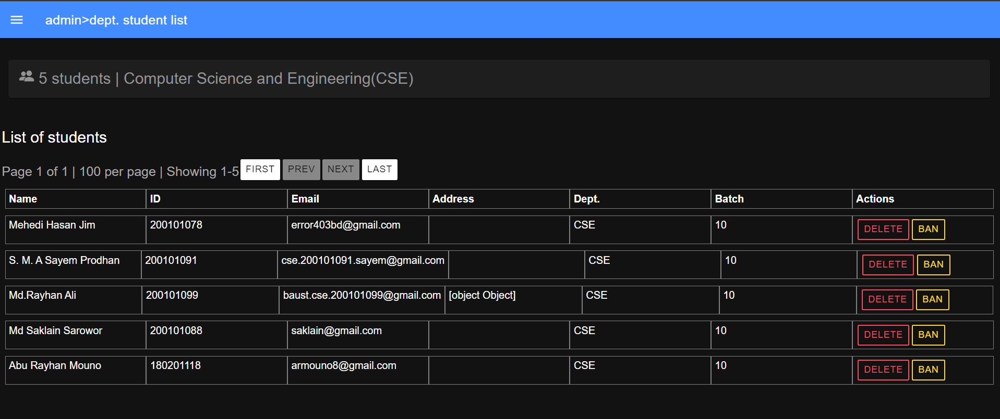 admin>dept. student list
5 students | Computer Science and Engineering(CSE)
List of students
Page 1 of 1 | 100 per page | Showing 1-5 FIRST PREV NEXT LAST
Name ID Email Address Dept. Batch Actions
Mehedi Hasan Jim 200101078 error403bd@gmail.com CSE 10 DELETE BAN
S. M. A Sayem Prodhan 200101091 cse.200101091.sayem@gmail.com CSE 10 DELETE BAN
Md.Rayhan Ali 200101099 baust.cse.200101099@gmail.com [object Object] CSE 10 DELETE BAN
Md Saklain Sarowor 200101088 saklain@gmail.com CSE 10 DELETE BAN
Abu Rayhan Mouno 180201118 armouno8@gmail.com CSE 10 DELETE BAN